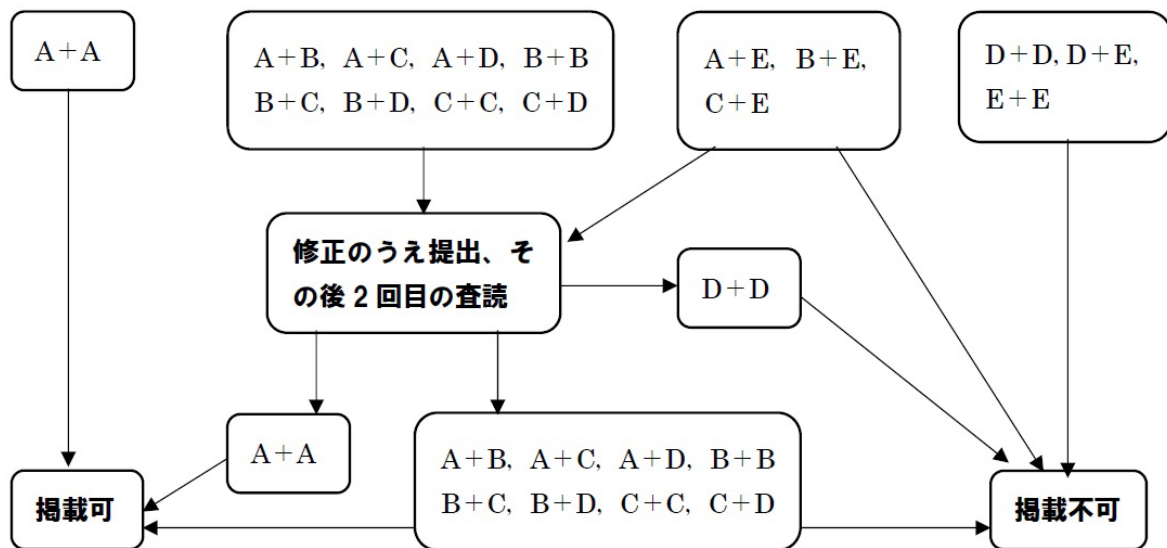 A+A
A+B, A+C, A+D, B+B
B+C, B+D, C+C, C+D
A+E, B+E,
C+E
D+D, D+E,
E+E
修正のうえ提出、そ
の後2回目の査読
D+D
A+A
A+B, A+C, A+D, B+B
B+C, B+D, C+C, C+D
掲載可
掲載不可